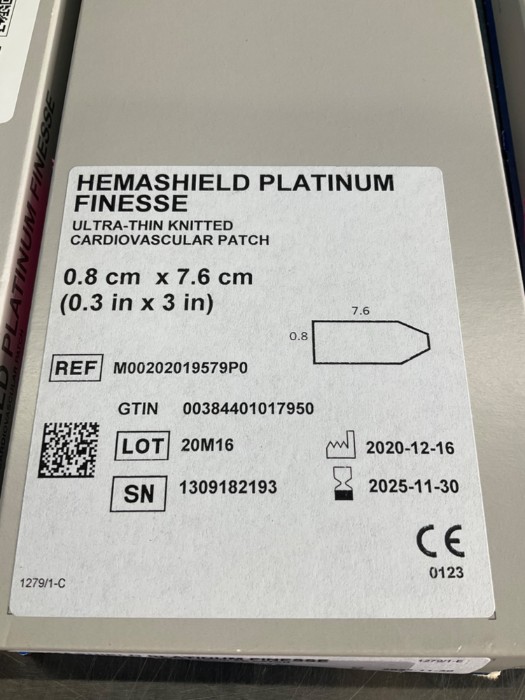 HEMASHIELD PLATINUM
FINESSE
ULTRA-THIN KNITTED
CARDIOVASCULAR PATCH
0.8 cm x 7.6 cm
(0.3 in x 3 in)
7.6
0.8
REF M00202019579P0
GTIN 00384401017950
LOT 20M16
2020-12-16
SN 1309182193
2025-11-30
CE
0123
1279/1-C
PLATINUM FINESSE